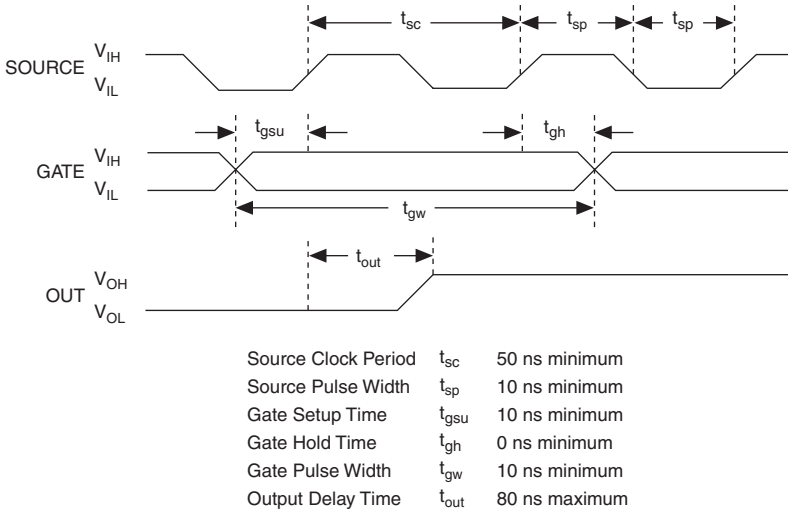 t_sc t_sp t_sp
SOURCE V_IH
V_IL
t_gsu t_gh
GATE V_IH
V_IL
t_gw
t_out
OUT V_OH
V_OL
Source Clock Period t_sc 50 ns minimum
Source Pulse Width t_sp 10 ns minimum
Gate Setup Time t_gsu 10 ns minimum
Gate Hold Time t_gh 0 ns minimum
Gate Pulse Width t_gw 10 ns minimum
Output Delay Time t_out 80 ns maximum